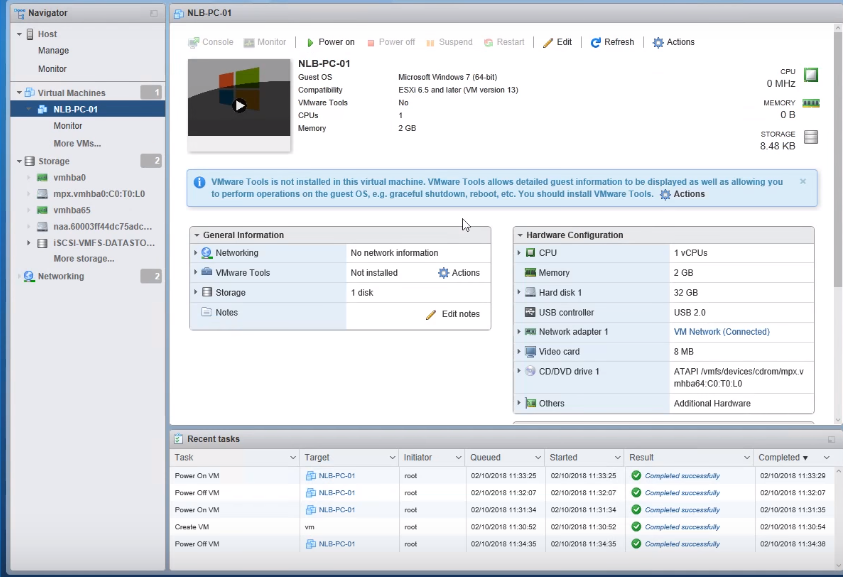 Navigator
Host
Manage
Monitor
Virtual Machines 1
NLB-PC-01
Monitor
More VMs...
Storage 2
vmhba0
mpx.vmhba0:C0:T0:L0
vmhba65
naa.60003ff44dc75adc...
iSCSI-VMFS-DATASTO...
More storage...
Networking 2
NLB-PC-01
Console Monitor Power on Power off Suspend Restart Edit Refresh Actions
NLB-PC-01
Guest OS Microsoft Windows 7 (64-bit)
Compatibility ESXi 6.5 and later (VM version 13)
VMware Tools No
CPUs 1
Memory 2 GB
CPU
0 MHz
MEMORY
0 B
STORAGE
8.48 KB
VMware Tools is not installed in this virtual machine. VMware Tools allows detailed guest information to be displayed as well as allowing you
to perform operations on the guest OS, e.g. graceful shutdown, reboot, etc. You should install VMware Tools. Actions
General Information
Networking No network information
VMware Tools Not installed Actions
Storage 1 disk
Notes Edit notes
Hardware Configuration
CPU 1 vCPUs
Memory 2 GB
Hard disk 1 32 GB
USB controller USB 2.0
Network adapter 1 VM Network (Connected)
Video card 8 MB
CD/DVD drive 1 ATAPI /vmfs/devices/cdrom/mpx.v
mhba64:C0:T0:L0
Others Additional Hardware
Recent tasks
Task Target Initiator Queued Started Result Completed ▼
Power On VM NLB-PC-01 root 02/10/2018 11:33:25 02/10/2018 11:33:25 Completed successfully 02/10/2018 11:33:29
Power Off VM NLB-PC-01 root 02/10/2018 11:32:07 02/10/2018 11:32:07 Completed successfully 02/10/2018 11:32:07
Power On VM NLB-PC-01 root 02/10/2018 11:31:34 02/10/2018 11:31:34 Completed successfully 02/10/2018 11:31:35
Create VM vm root 02/10/2018 11:30:52 02/10/2018 11:30:52 Completed successfully 02/10/2018 11:30:54
Power Off VM NLB-PC-01 root 02/10/2018 11:34:35 02/10/2018 11:34:35 Completed successfully 02/10/2018 11:34:36